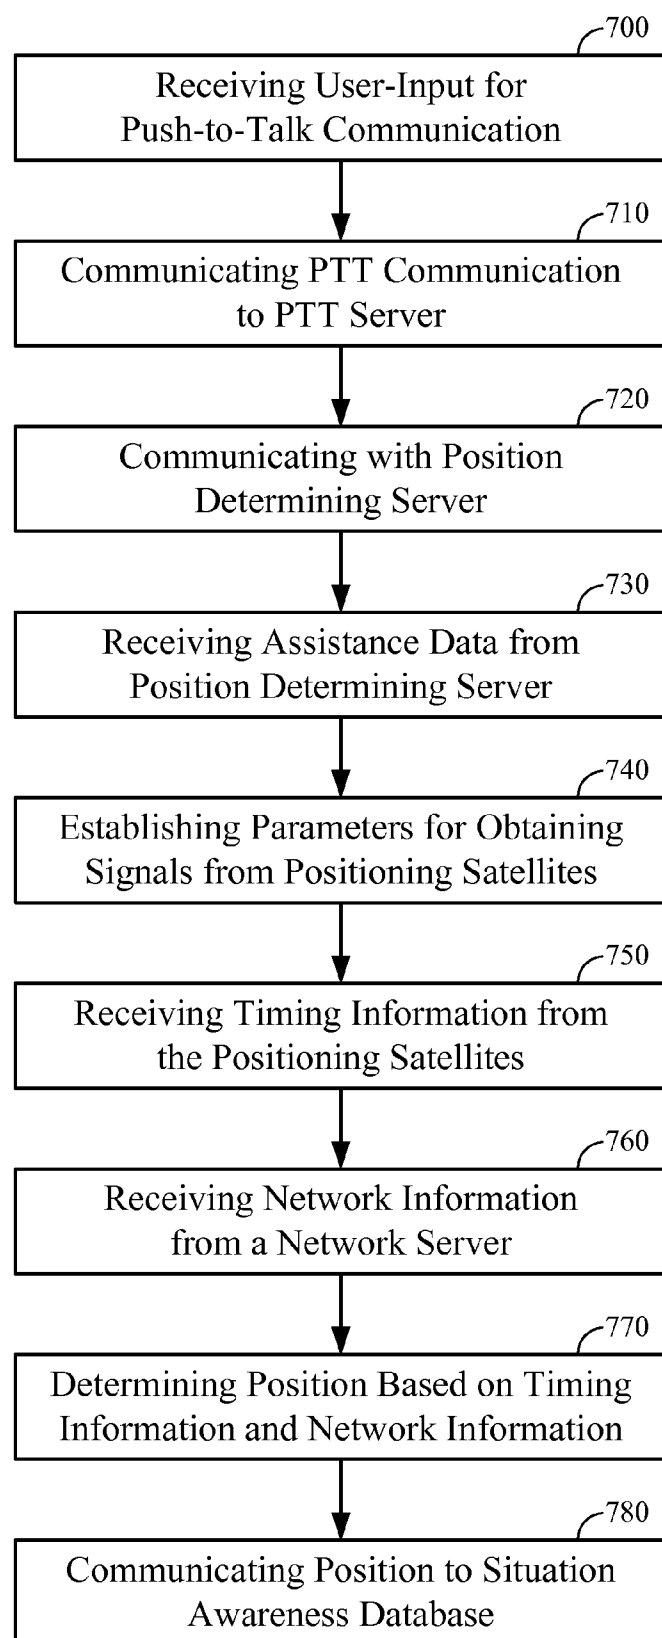 700
Receiving User-Input for
Push-to-Talk Communication
710
Communicating PTT Communication
to PTT Server
720
Communicating with Position
Determining Server
730
Receiving Assistance Data from
Position Determining Server
740
Establishing Parameters for Obtaining
Signals from Positioning Satellites
750
Receiving Timing Information from
the Positioning Satellites
760
Receiving Network Information
from a Network Server
770
Determining Position Based on Timing
Information and Network Information
780
Communicating Position to Situation
Awareness Database